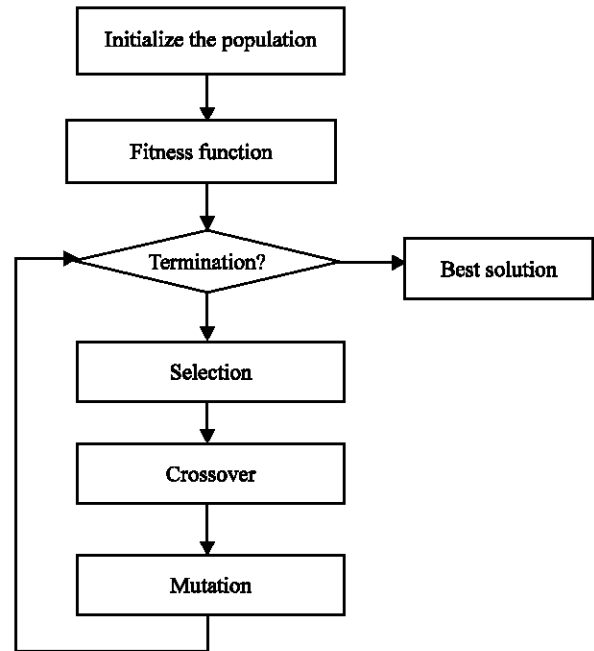 Initialize the population
Fitness function
Termination?
Best solution
Selection
Crossover
Mutation